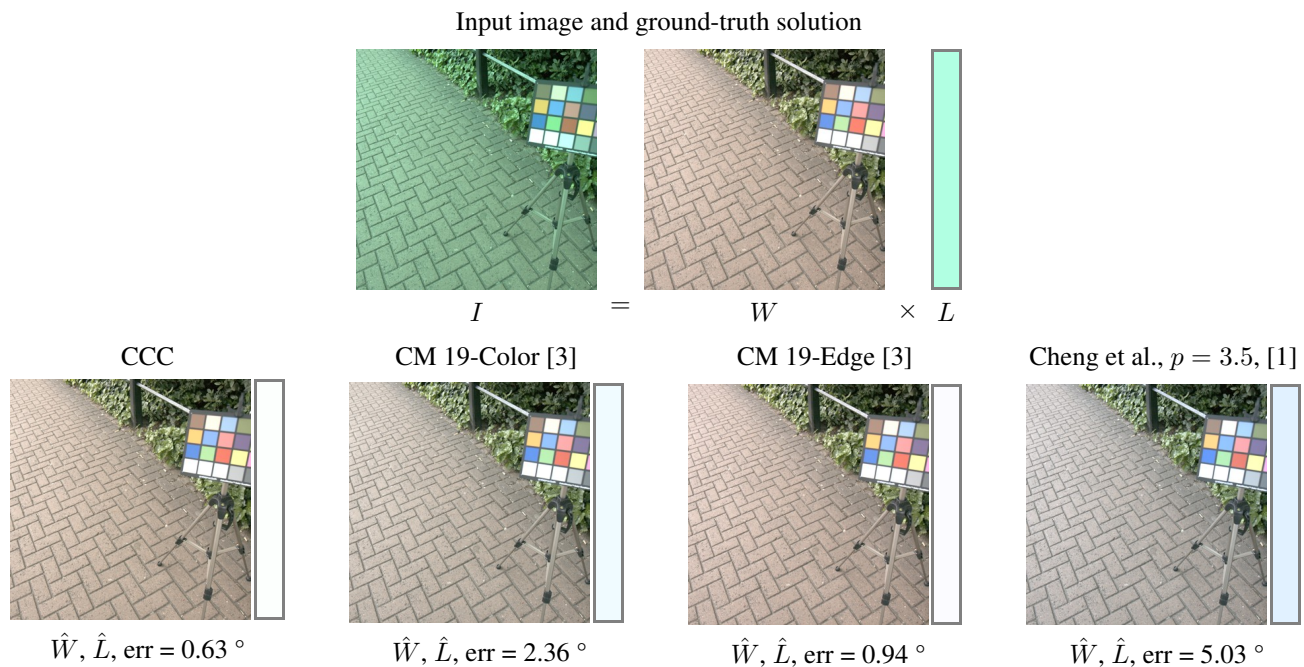 Input image and ground-truth solution
I = W × L
CCC
CM 19-Color [3]
CM 19-Edge [3]
Cheng et al., p = 3.5, [1]
Ŵ, L̂, err = 0.63 °
Ŵ, L̂, err = 2.36 °
Ŵ, L̂, err = 0.94 °
Ŵ, L̂, err = 5.03 °